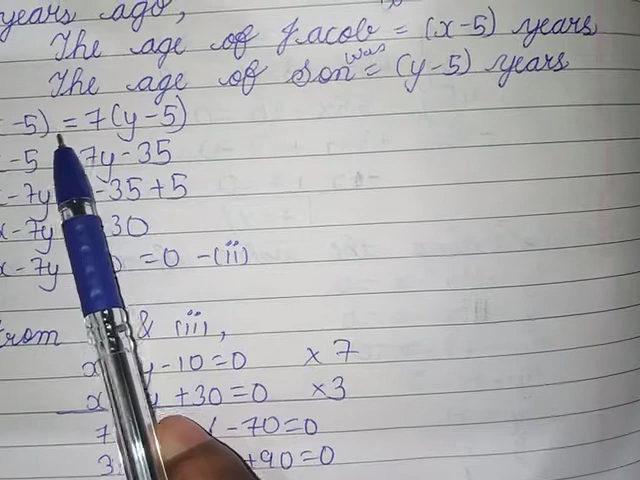 years ago,
The age of Jacob = (x-5) years
The age of Son was = (y-5) years
-5) = 7(y-5)
-5 7y-35
-7y -35+5
x-7y 30
x-7y =0 -(ii)
from & (ii),
x y-10=0 ×7
x +30=0 ×3
7 -70=0
3 +90=0